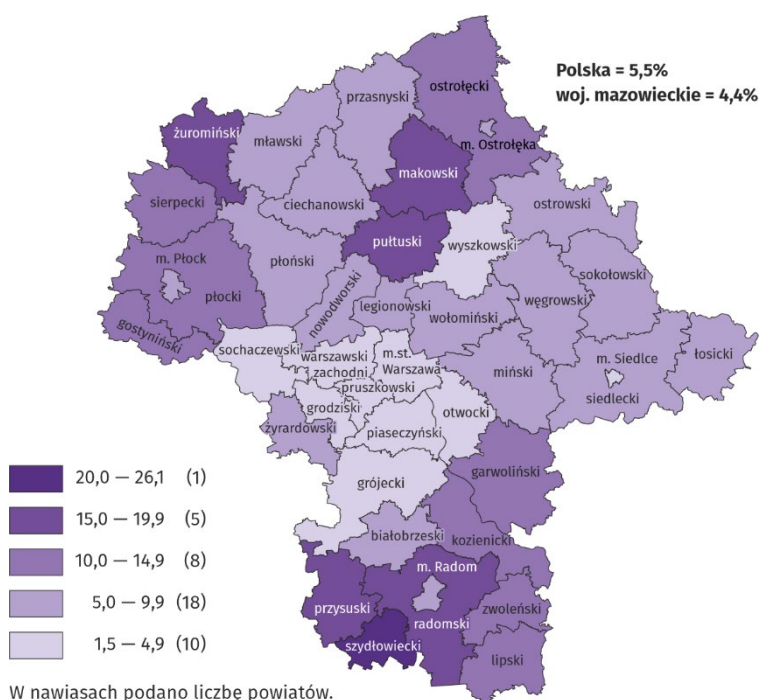 Polska = 5,5%
woj. mazowieckie = 4,4%
ostrołęcki
przasnyski
żuromiński
mławski
m. Ostrołęka
makowski
sierpecki
ciechanowski
ostrowski
pułtuski
wyszkowski
m. Płock
płoński
sokołowski
płocki
nowodworski
legionowski
wołomiński
węgrowski
gostyniński
sochaczewski
warszawski
zachodni
m.st.
Warszawa
pruszkowski
miński
m. Siedlce
łosicki
siedlecki
grodziski
otwocki
żyrardowski
piaseczyński
garwoliński
grójecki
białobrzeski
kozienicki
m. Radom
przysuski
radomski
zwoleński
szydłowiecki
lipski
20,0 — 26,1 (1)
15,0 — 19,9 (5)
10,0 — 14,9 (8)
5,0 — 9,9 (18)
1,5 — 4,9 (10)
W nawiasach podano liczbę powiatów.